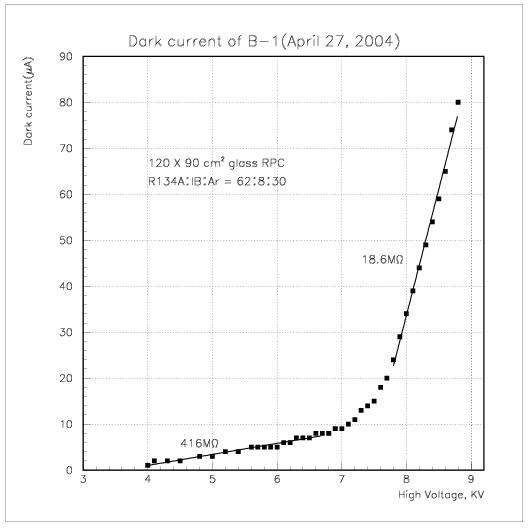 Dark current of B-1(April 27, 2004)
Dark current(μA)
90
80
70
60
50
40
30
20
10
0
120 X 90 cm² glass RPC
R134A:IB:Ar = 62:8:30
18.6MΩ
416MΩ
3 4 5 6 7 8 9
High Voltage, KV